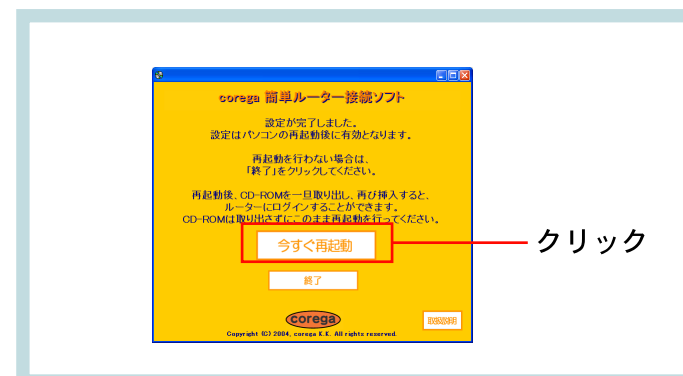 corega 簡単ルーター接続ソフト
設定が完了しました。
設定はパソコンの再起動後に有効となります。
再起動を行わない場合は、
「終了」をクリックしてください。
再起動後、CD-ROMを一旦取り出し、再び挿入すると、
ルーターにログインすることができます。
CD-ROMは取り出さずにこのまま再起動を行ってください。
今すぐ再起動
クリック
終了
corega
取扱説明
Copyright (C) 2004, corega K.K. All rights reserved.